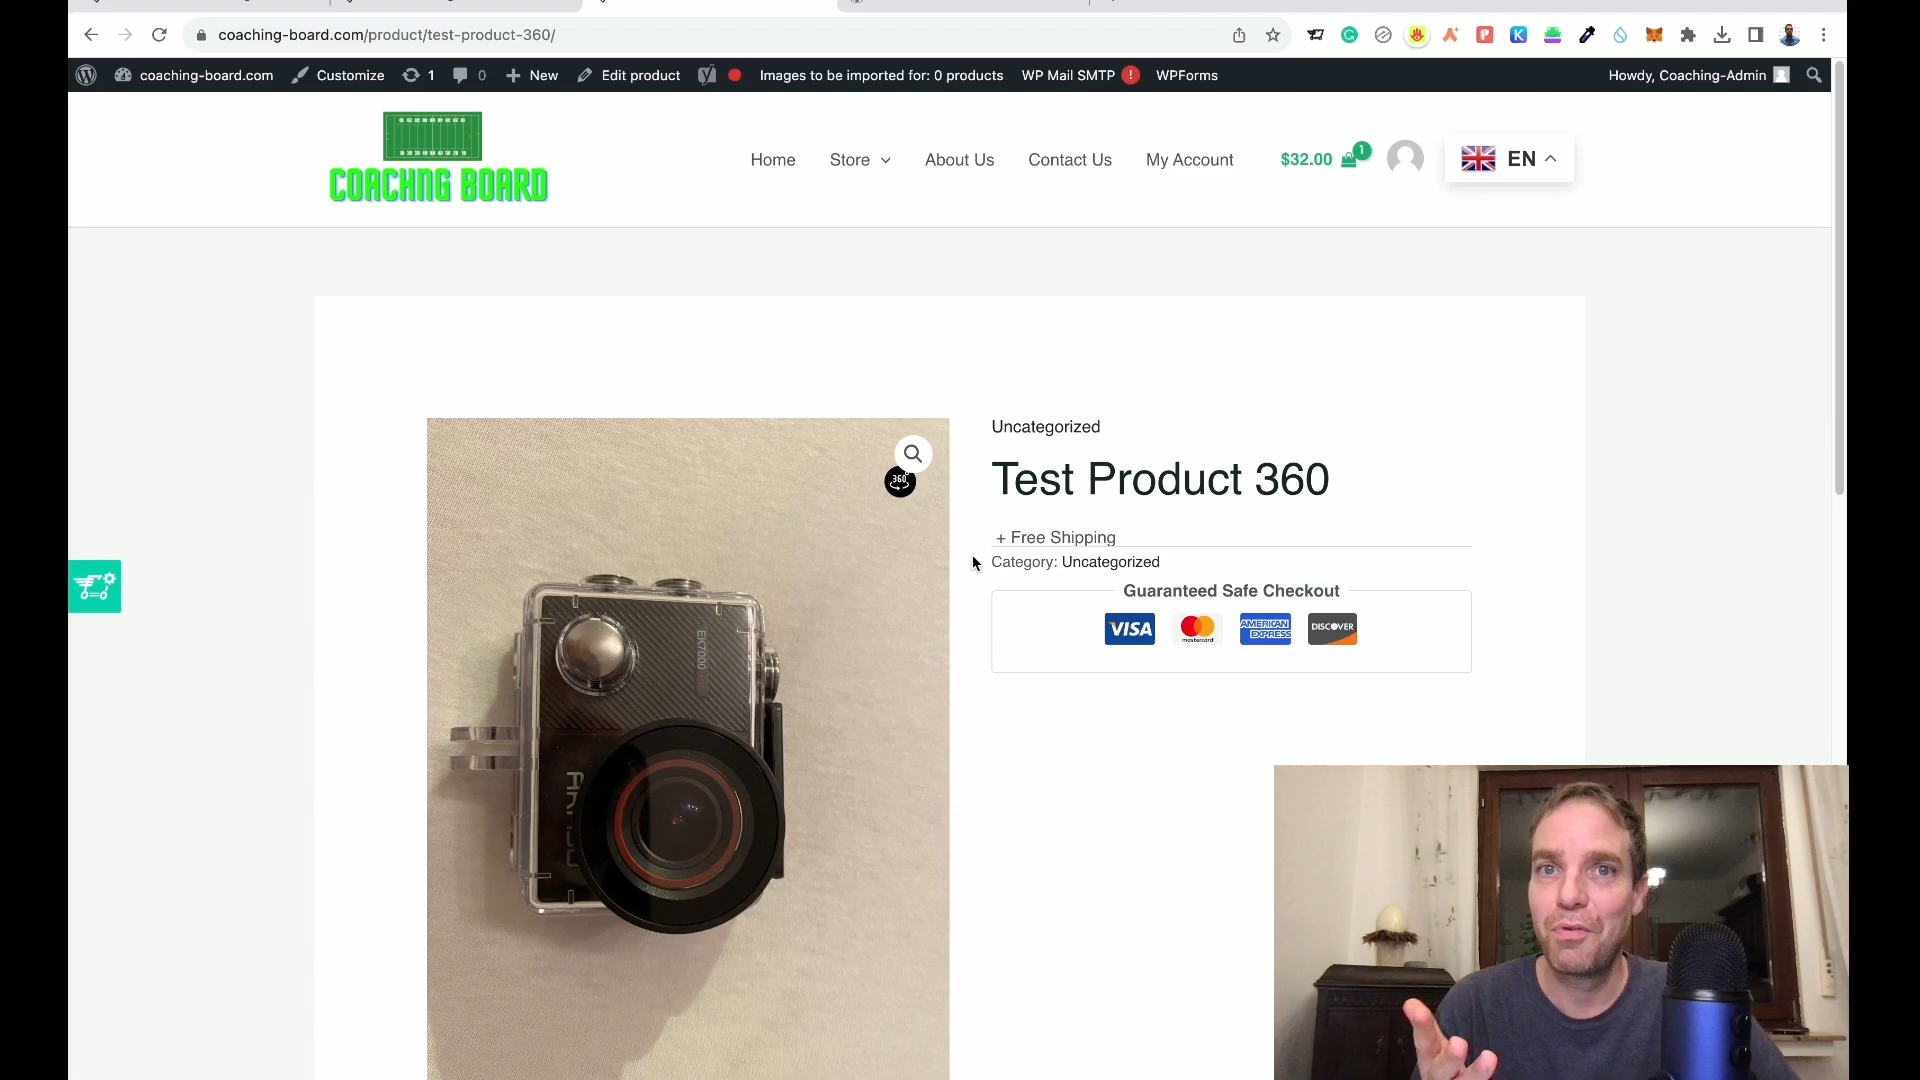 coaching-board.com/product/test-product-360/
coaching-board.com Customize 1 0 New Edit product Images to be imported for: 0 products WP Mail SMTP ! WPForms Howdy, Coaching-Admin
COACHNG BOARD
Home Store About Us Contact Us My Account $32.00 1 EN
Uncategorized
360
Test Product 360
+ Free Shipping
Category: Uncategorized
Guaranteed Safe Checkout
VISA mastercard AMERICAN EXPRESS DISCOVER
EK7000